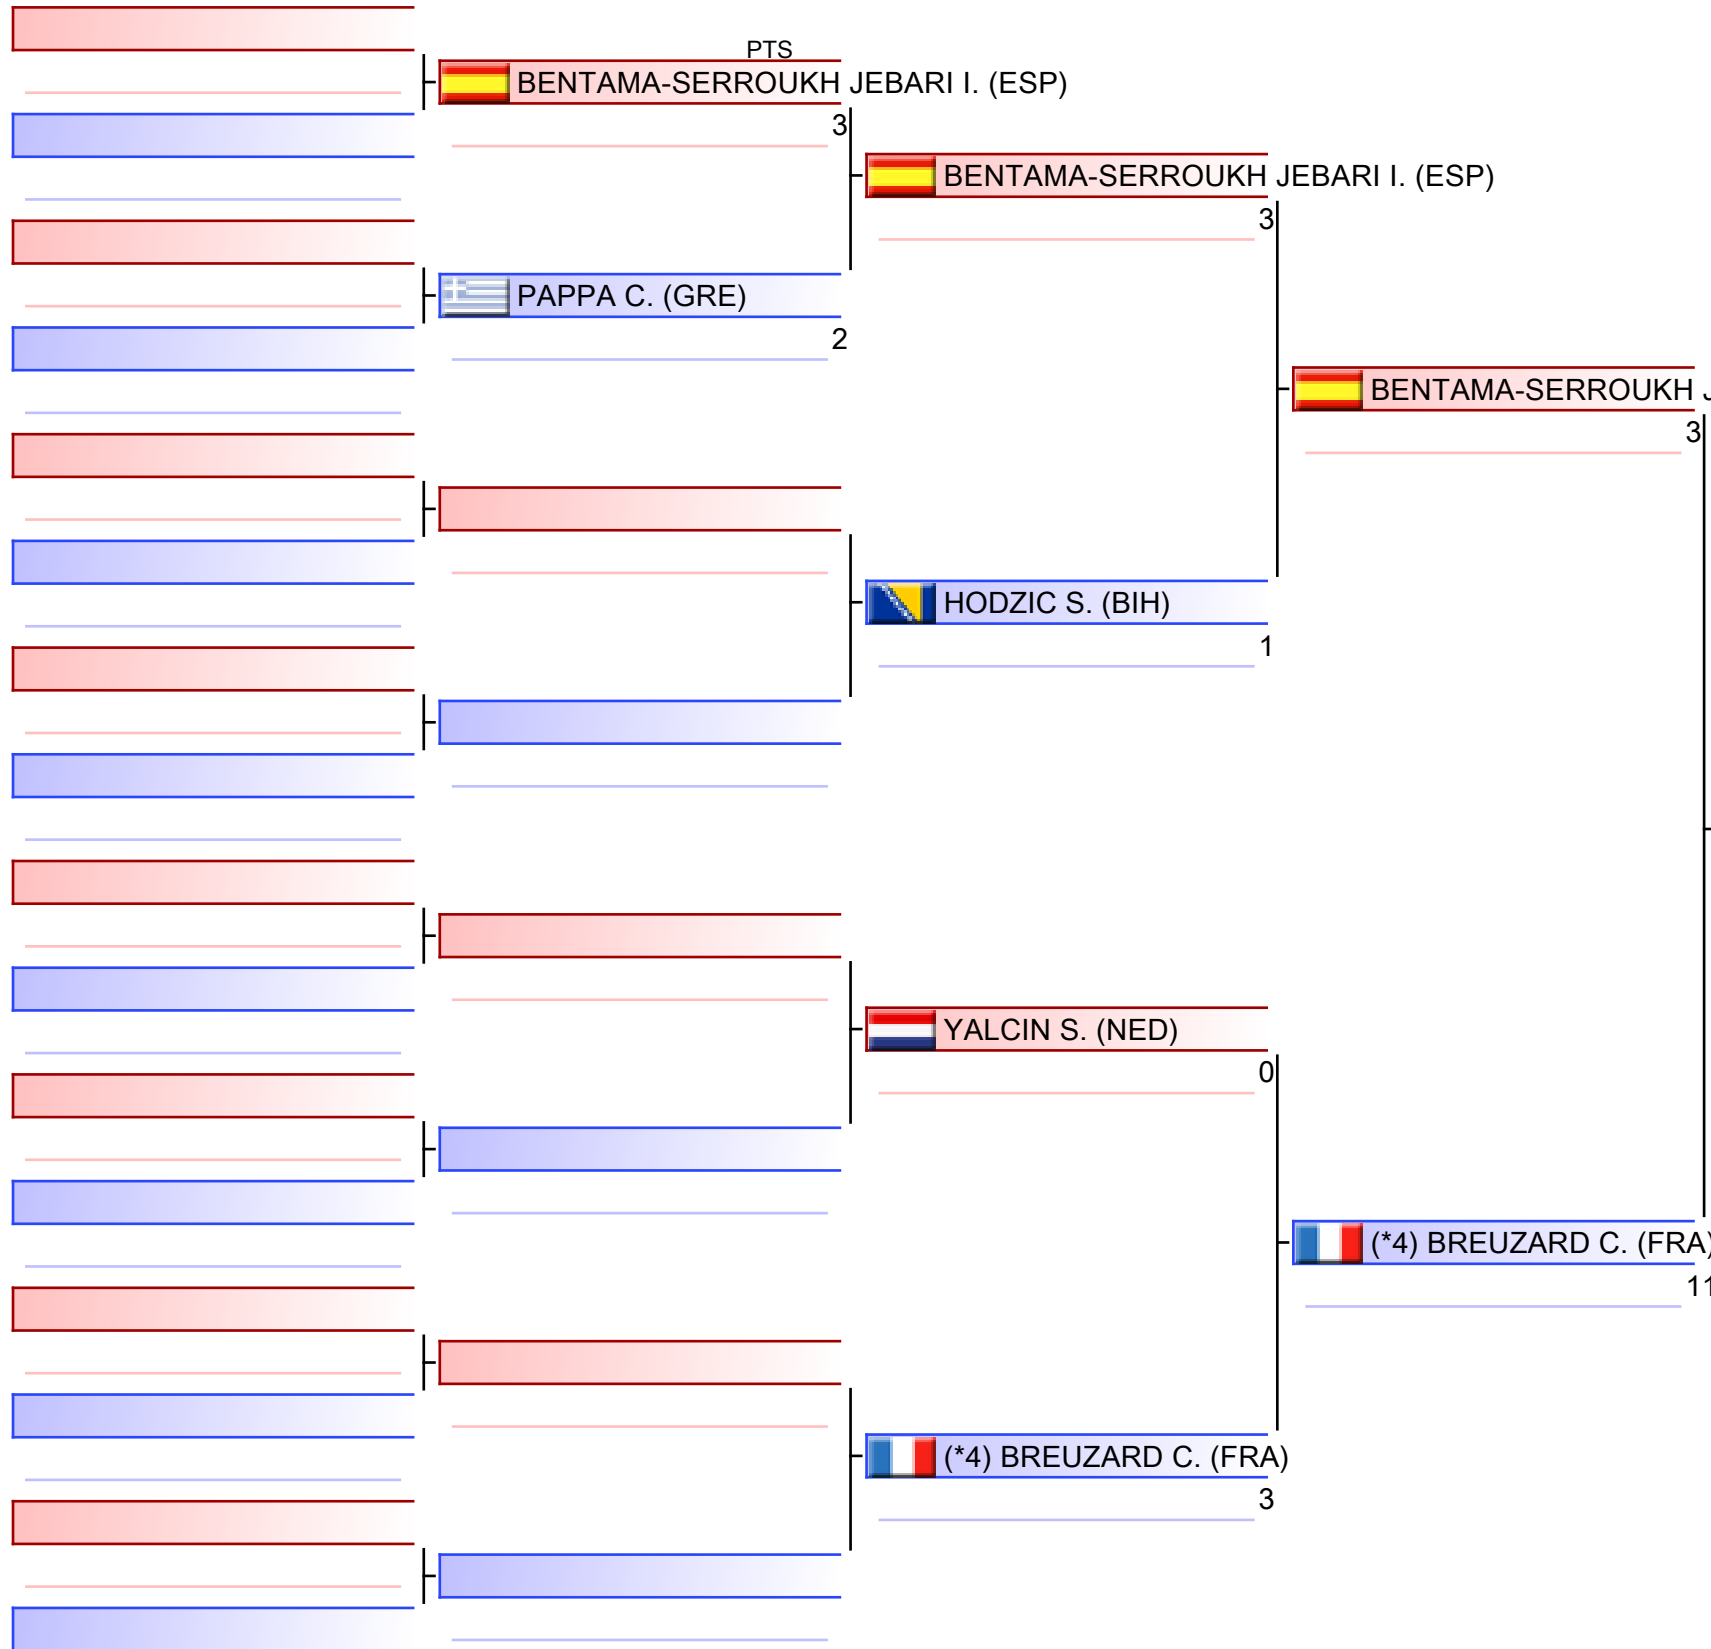 PTS
BENTAMA-SERROUKH JEBARI I. (ESP)
3
BENTAMA-SERROUKH JEBARI I. (ESP)
3
PAPPA C. (GRE)
2
BENTAMA-SERROUKH J
3
HODZIC S. (BIH)
1
YALCIN S. (NED)
0
(*4) BREUZARD C. (FRA)
11
(*4) BREUZARD C. (FRA)
3